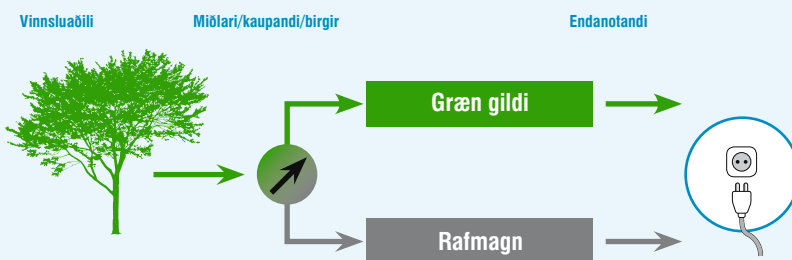 Vinnsluaðili
Miðlari/kaupandi/birgir
Endanotandi
Græn gildi
Rafmagn